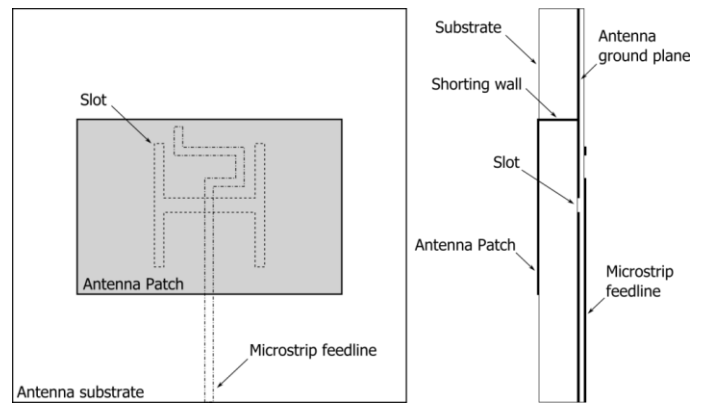 Slot
Antenna Patch
Microstrip feedline
Antenna substrate
Substrate
Antenna
ground plane
Shorting wall
Slot
Antenna Patch
Microstrip
feedline